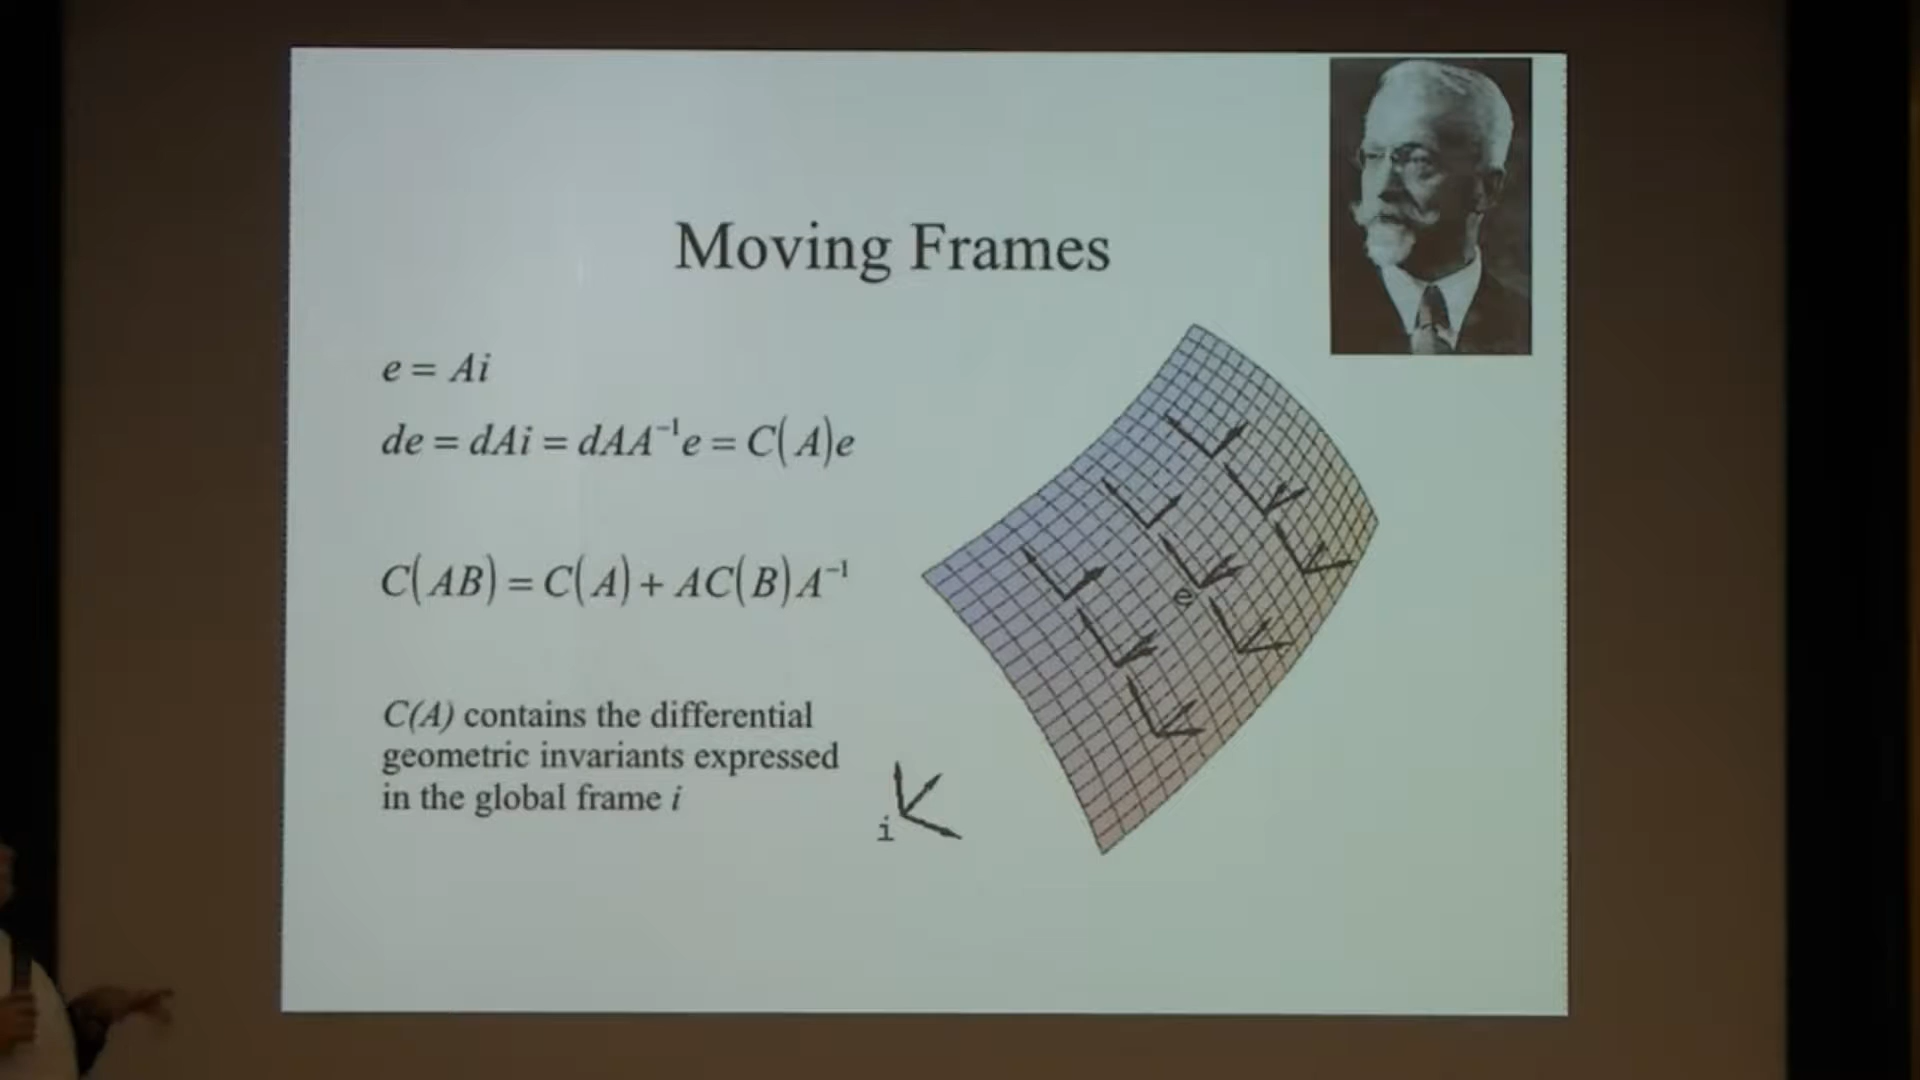 Moving Frames
e = Ai
de = dAi = dAA⁻¹e = C(A)e
C(AB) = C(A) + AC(B)A⁻¹
C(A) contains the differential
geometric invariants expressed
in the global frame i
e
i